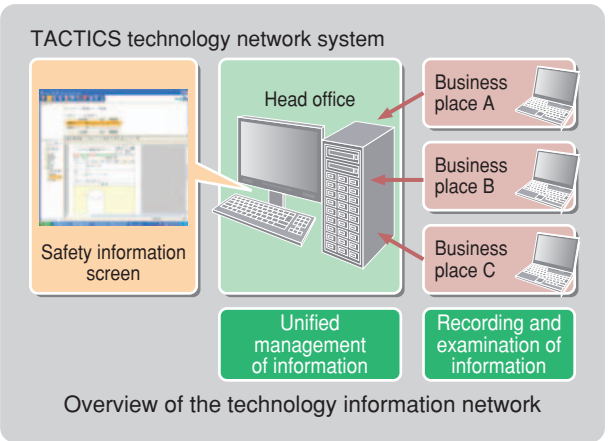 TACTICS technology network system
Safety information
screen
Head office
Business
place A
Business
place B
Business
place C
Unified
management
of information
Recording and
examination of
information
Overview of the technology information network